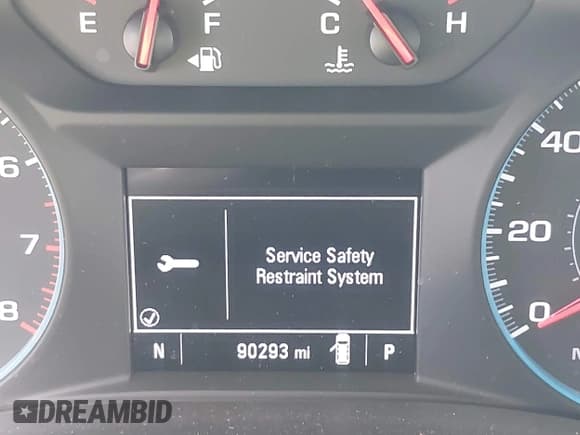 E F C H
6
7
8
40
20
0
Service Safety
Restraint System
N 90293 mi P
DREAMBID